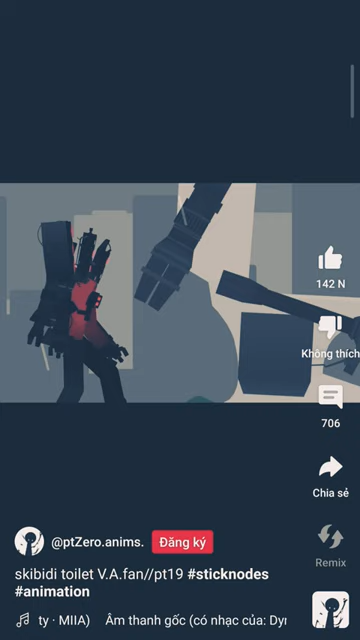 142 N
Không thích
706
Chia sẻ
Remix
@ptZero.anims.
Đăng ký
skibidi toilet V.A.fan//pt19 #sticknodes
#animation
ty · MIIA) Âm thanh gốc (có nhạc của: Dyr